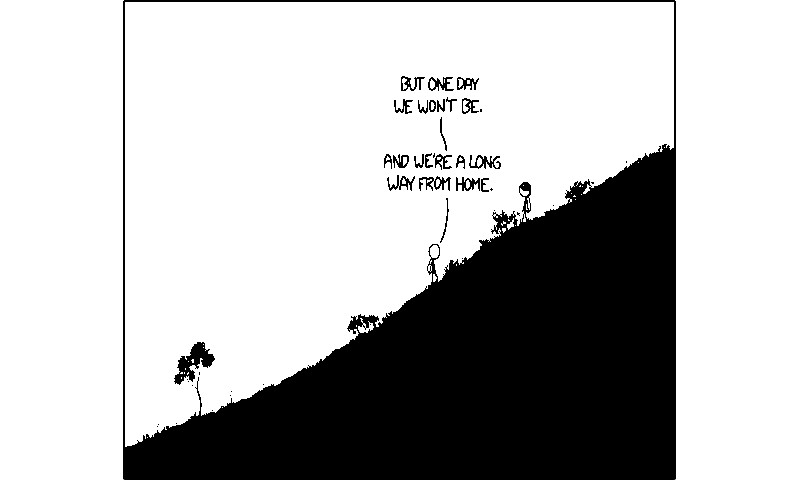 BUT ONE DAY
WE WON'T BE.
AND WE'RE A LONG
WAY FROM HOME.